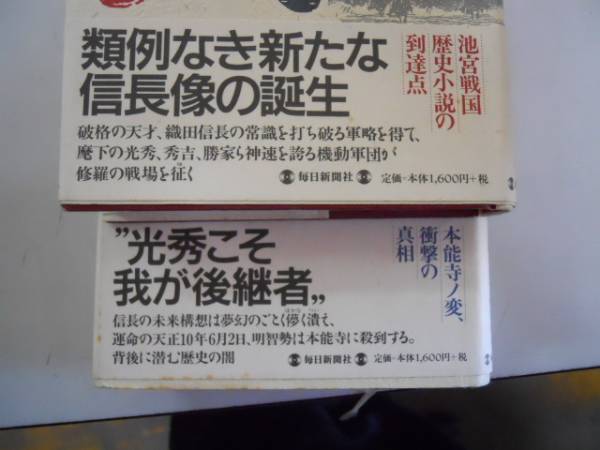 池宮戦国
歴史小説の
到達点
類例なき新たな
信長像の誕生
破格の天才、織田信長の常識を打ち破る軍略を得て、
麾下の光秀、秀吉、勝家ら神速を誇る機動軍団が
修羅の戦場を征く
毎日新聞社
定価=本体1,600円+税
本能寺ノ変、
衝撃の
真相
”光秀こそ
我が後継者„
信長の未来構想は夢幻のごとく儚く潰え、
運命の天正10年6月2日、明智勢は本能寺に殺到する。
背後に潜む歴史の闇
毎日新聞社
定価=本体1,600円+税